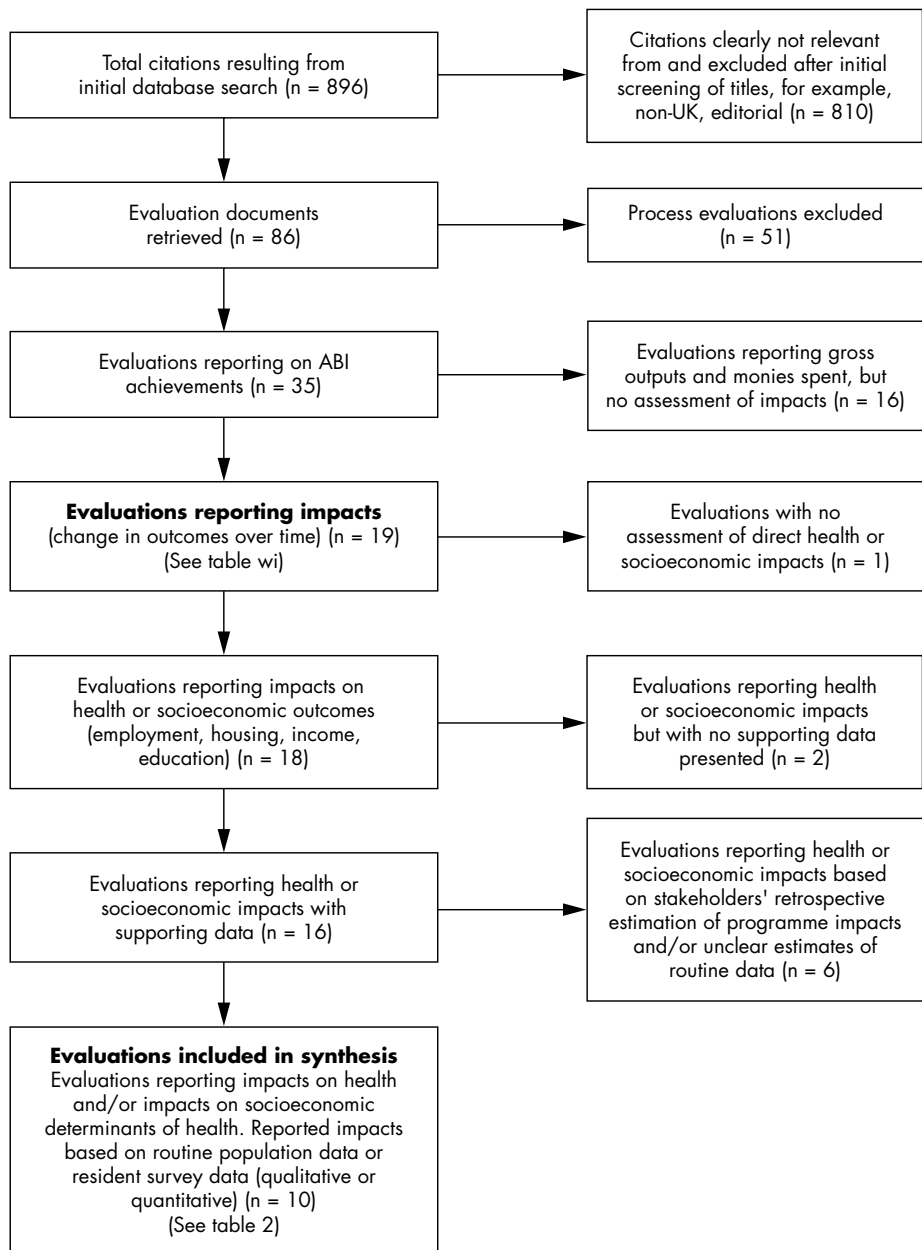 Total citations resulting from
initial database search (n = 896)
Citations clearly not relevant
from and excluded after initial
screening of titles, for example,
non-UK, editorial (n = 810)
Evaluation documents
retrieved (n = 86)
Process evaluations excluded
(n = 51)
Evaluations reporting on ABI
achievements (n = 35)
Evaluations reporting gross
outputs and monies spent, but
no assessment of impacts (n = 16)
Evaluations reporting impacts
(change in outcomes over time) (n = 19)
(See table wi)
Evaluations with no
assessment of direct health or
socioeconomic impacts (n = 1)
Evaluations reporting impacts on
health or socioeconomic outcomes
(employment, housing, income,
education) (n = 18)
Evaluations reporting health
or socioeconomic impacts
but with no supporting data
presented (n = 2)
Evaluations reporting health or
socioeconomic impacts with
supporting data (n = 16)
Evaluations reporting health or
socioeconomic impacts based
on stakeholders' retrospective
estimation of programme impacts
and/or unclear estimates of
routine data (n = 6)
Evaluations included in synthesis
Evaluations reporting impacts on health
and/or impacts on socioeconomic
determinants of health. Reported impacts
based on routine population data or
resident survey data (qualitative or
quantitative) (n = 10)
(See table 2)